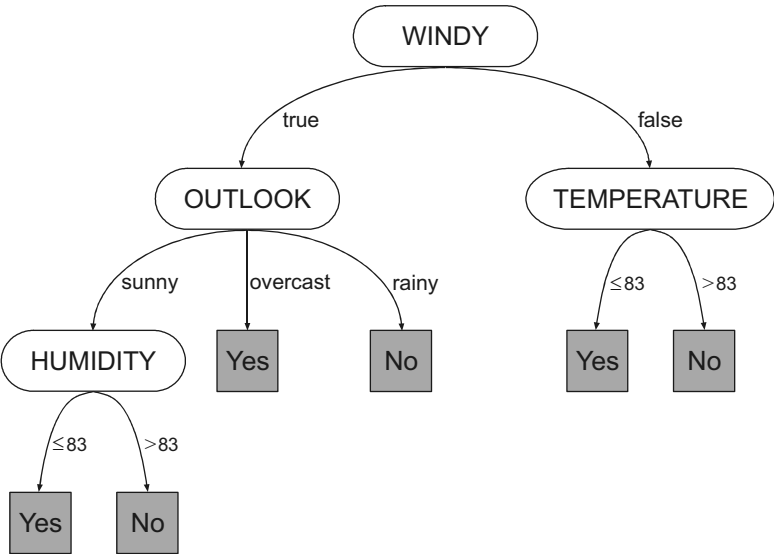 WINDY
true
false
OUTLOOK
TEMPERATURE
sunny
overcast
rainy
≤83
>83
HUMIDITY
Yes
No
Yes
No
≤83
>83
Yes
No